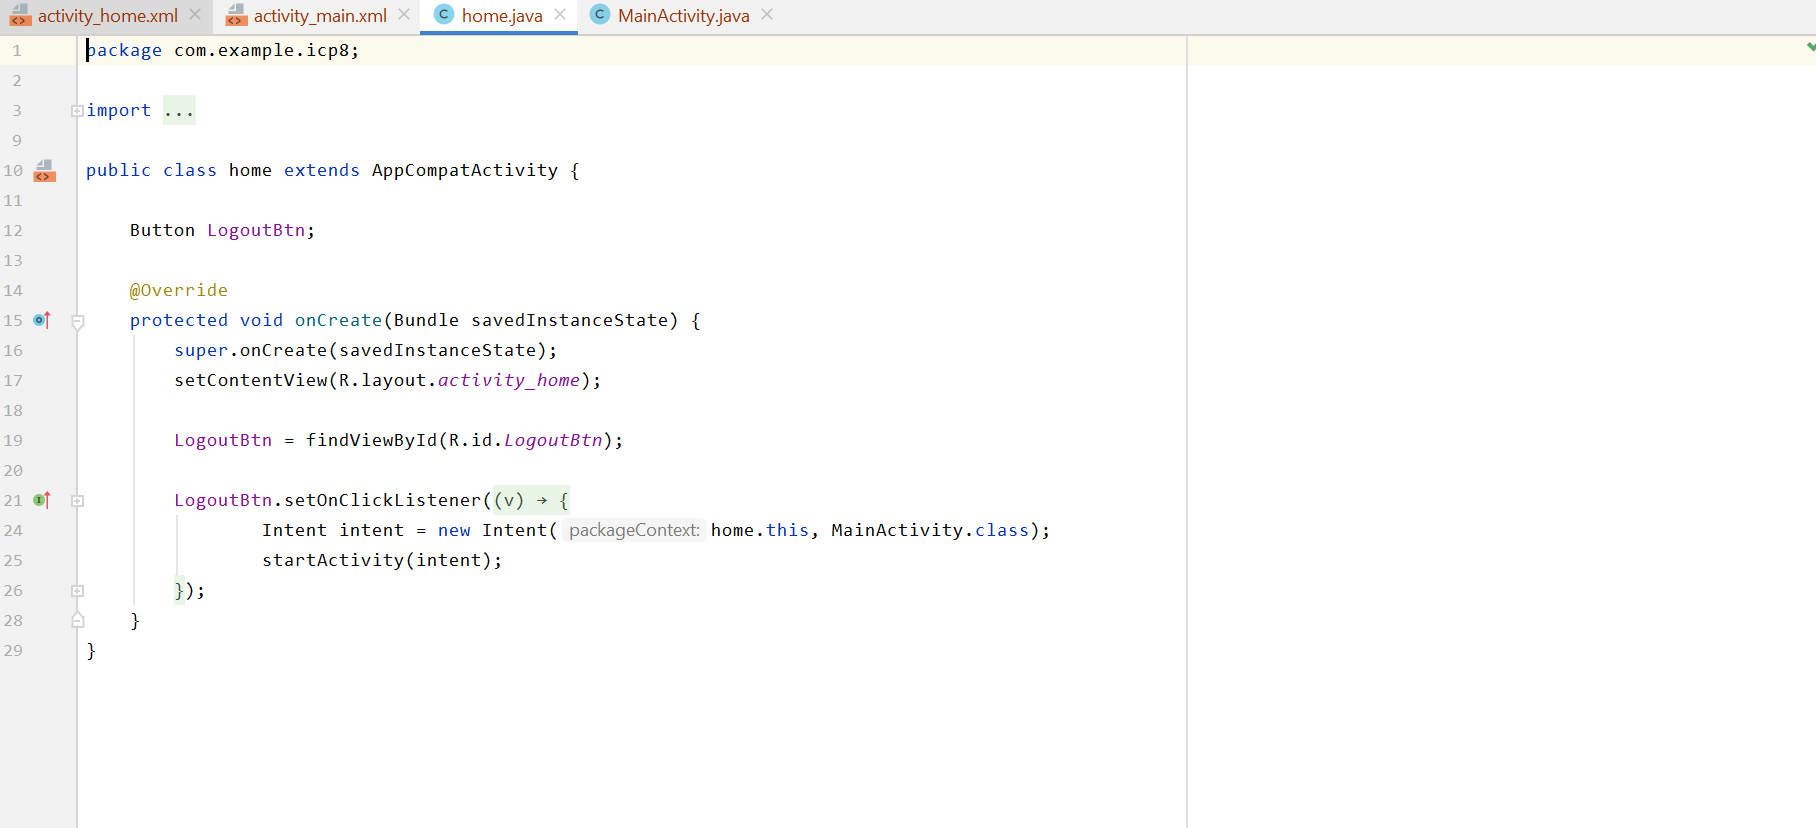 activity_home.xml activity_main.xml home.java MainActivity.java
1 package com.example.icp8;
2
3 import ...
9
10 public class home extends AppCompatActivity {
11
12 Button LogoutBtn;
13
14 @Override
15 protected void onCreate(Bundle savedInstanceState) {
16 super.onCreate(savedInstanceState);
17 setContentView(R.layout.activity_home);
18
19 LogoutBtn = findViewById(R.id.LogoutBtn);
20
21 LogoutBtn.setOnClickListener((v) → {
24 Intent intent = new Intent( packageContext: home.this, MainActivity.class);
25 startActivity(intent);
26 });
28 }
29 }